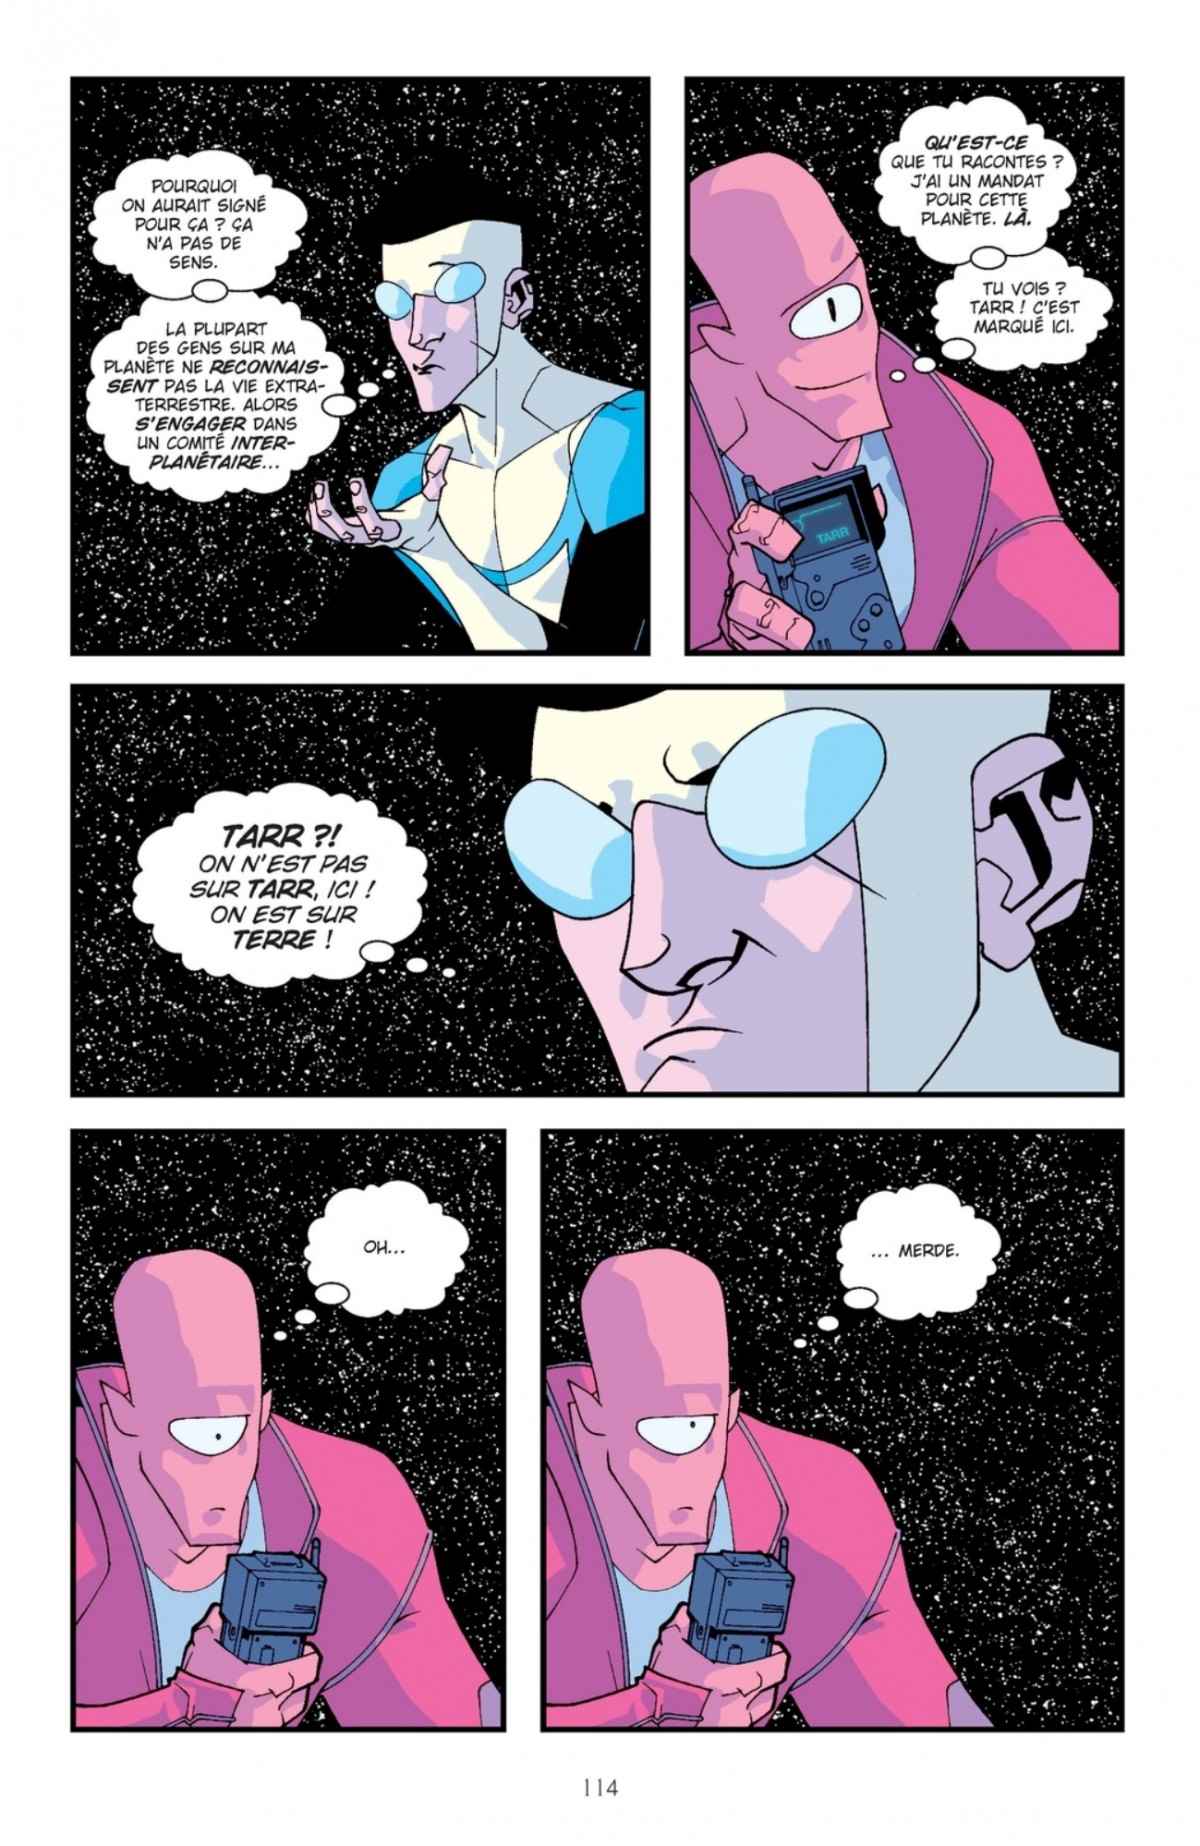 POURQUOI
ON AURAIT SIGNÉ
POUR ÇA ? ÇA
N'A PAS DE
SENS.
LA PLUPART
DES GENS SUR MA
PLANÈTE NE RECONNAIS-
SENT PAS LA VIE EXTRA-
TERRESTRE. ALORS
S'ENGAGER DANS
UN COMITÉ INTER-
PLANÉTAIRE...
QU'EST-CE
QUE TU RACONTES ?
J'AI UN MANDAT
POUR CETTE
PLANÈTE. LÀ.
TU VOIS ?
TARR ! C'EST
MARQUÉ ICI.
TARR
TARR ?!
ON N'EST PAS
SUR TARR, ICI !
ON EST SUR
TERRE !
OH...
... MERDE.
114